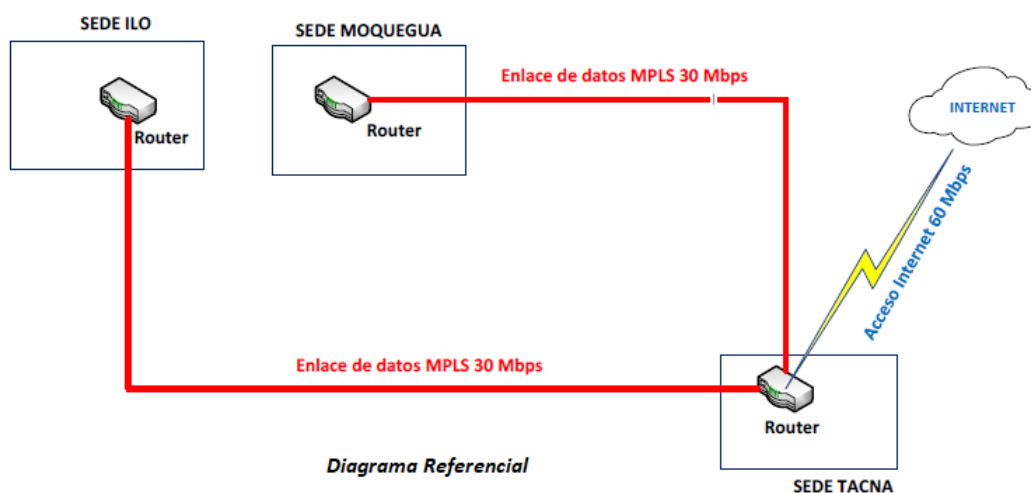 SEDE ILO
SEDE MOQUEGUA
Enlace de datos MPLS 30 Mbps
INTERNET
Router
Router
Acceso Internet 60 Mbps
Enlace de datos MPLS 30 Mbps
Router
Diagrama Referencial
SEDE TACNA